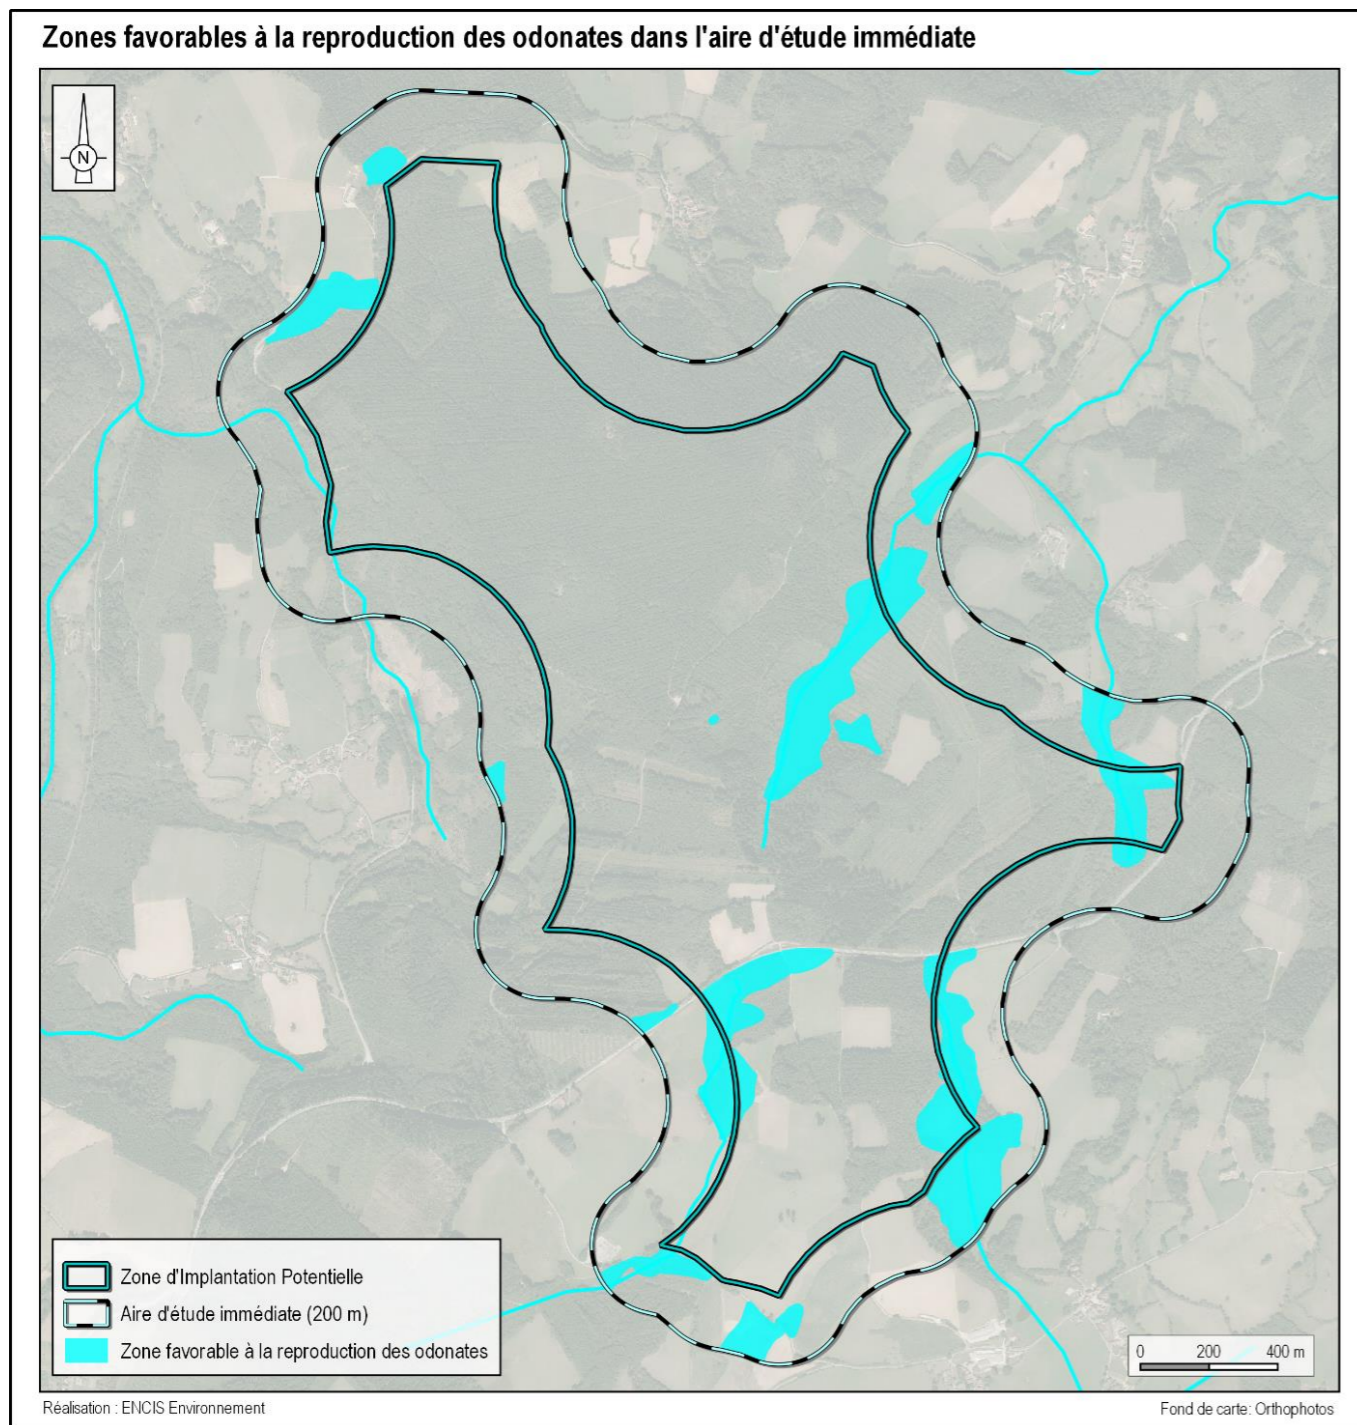 Zones favorables à la reproduction des odonates dans l'aire d'étude immédiate
N
Zone d'Implantation Potentielle
Aire d'étude immédiate (200 m)
Zone favorable à la reproduction des odonates
0 200 400 m
Réalisation : ENCIS Environnement
Fond de carte: Orthophotos